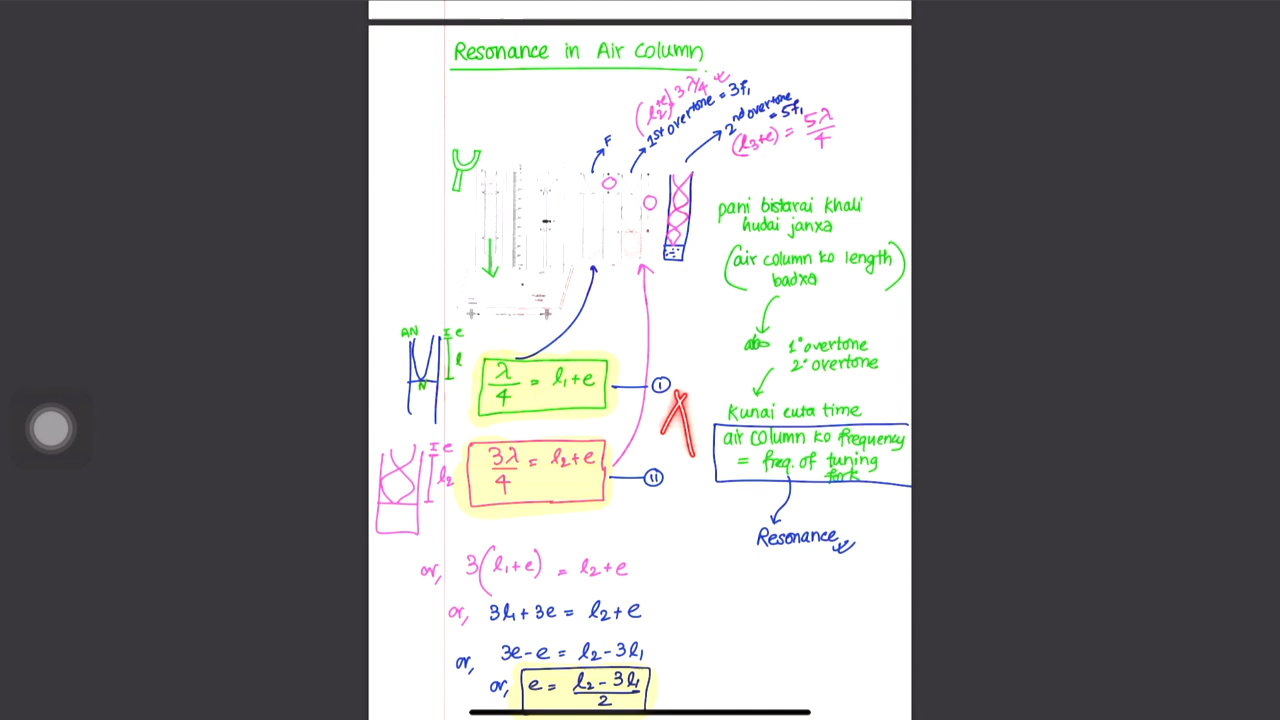 Resonance in Air Column
(l2+e) 3λ/4
1st overtone = 3f1
2nd overtone = 5f1
(l3+e) = 5λ/4
F
pani bistarai khali
hudai janxa
(air column ko length
badxa)
1° overtone
2° overtone
Kunai euta time
air column ko frequency
= freq. of tuning
fork
Resonance
AN
I e
l
N
λ/4 = l1+e
I
I e
l2
3λ/4 = l2+e
II
λ
or, 3(l1+e) = l2+e
or, 3l1+3e = l2+e
or, 3e-e = l2-3l1
or, e = l2-3l1/2